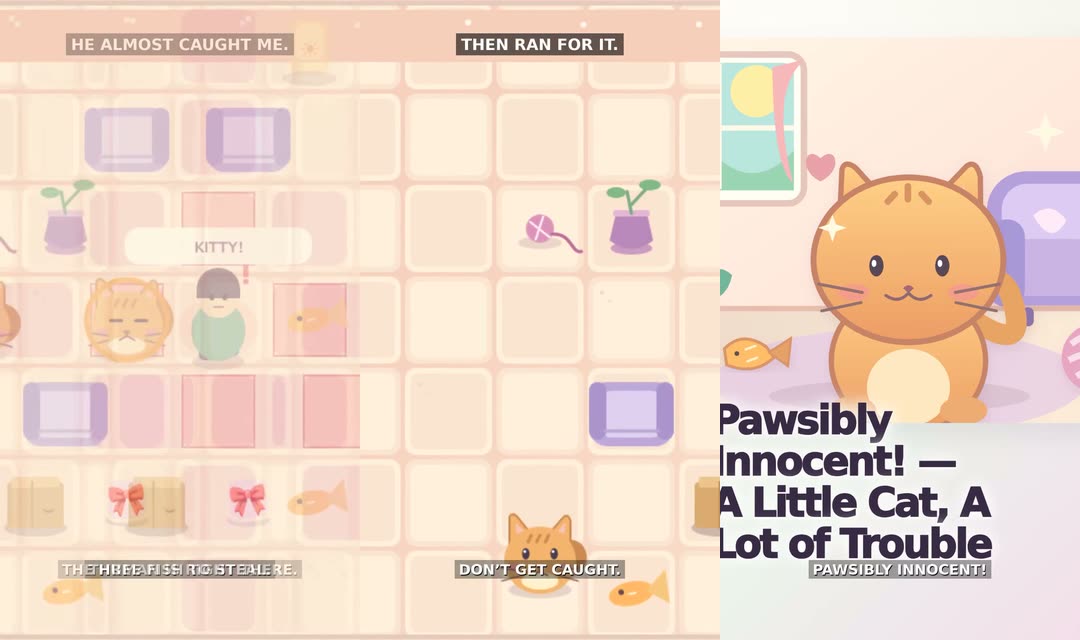 HE ALMOST CAUGHT ME.
THEN RAN FOR IT.
KITTY!
Pawsibly
Innocent! —
A Little Cat, A
Lot of Trouble
DON’T GET CAUGHT.
PAWSIBLY INNOCENT!